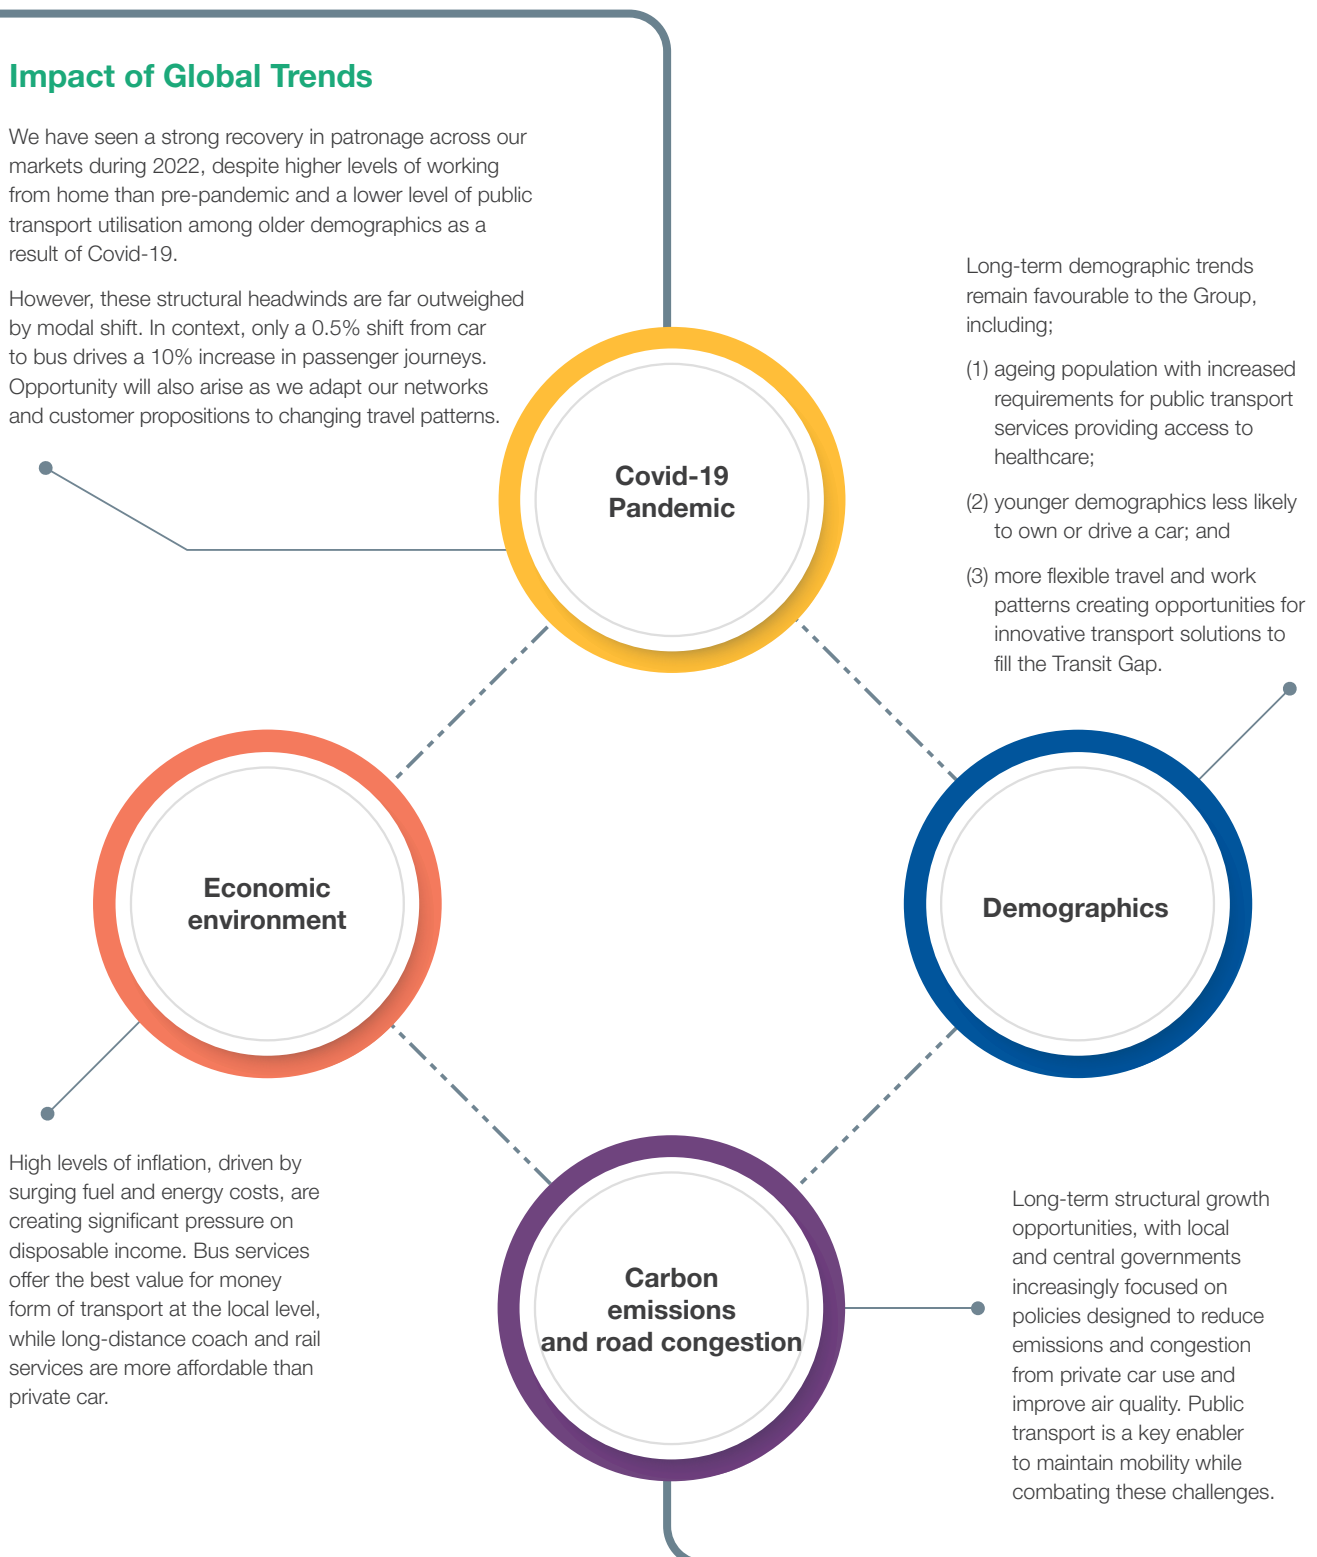 Impact of Global Trends
We have seen a strong recovery in patronage across our
markets during 2022, despite higher levels of working
from home than pre-pandemic and a lower level of public
transport utilisation among older demographics as a
result of Covid-19.
However, these structural headwinds are far outweighed
by modal shift. In context, only a 0.5% shift from car
to bus drives a 10% increase in passenger journeys.
Opportunity will also arise as we adapt our networks
and customer propositions to changing travel patterns.
Covid-19
Pandemic
Long-term demographic trends
remain favourable to the Group,
including;
(1) ageing population with increased
requirements for public transport
services providing access to
healthcare;
(2) younger demographics less likely
to own or drive a car; and
(3) more flexible travel and work
patterns creating opportunities for
innovative transport solutions to
fill the Transit Gap.
Economic
environment
Demographics
High levels of inflation, driven by
surging fuel and energy costs, are
creating significant pressure on
disposable income. Bus services
offer the best value for money
form of transport at the local level,
while long-distance coach and rail
services are more affordable than
private car.
Carbon
emissions
and road congestion
Long-term structural growth
opportunities, with local
and central governments
increasingly focused on
policies designed to reduce
emissions and congestion
from private car use and
improve air quality. Public
transport is a key enabler
to maintain mobility while
combating these challenges.